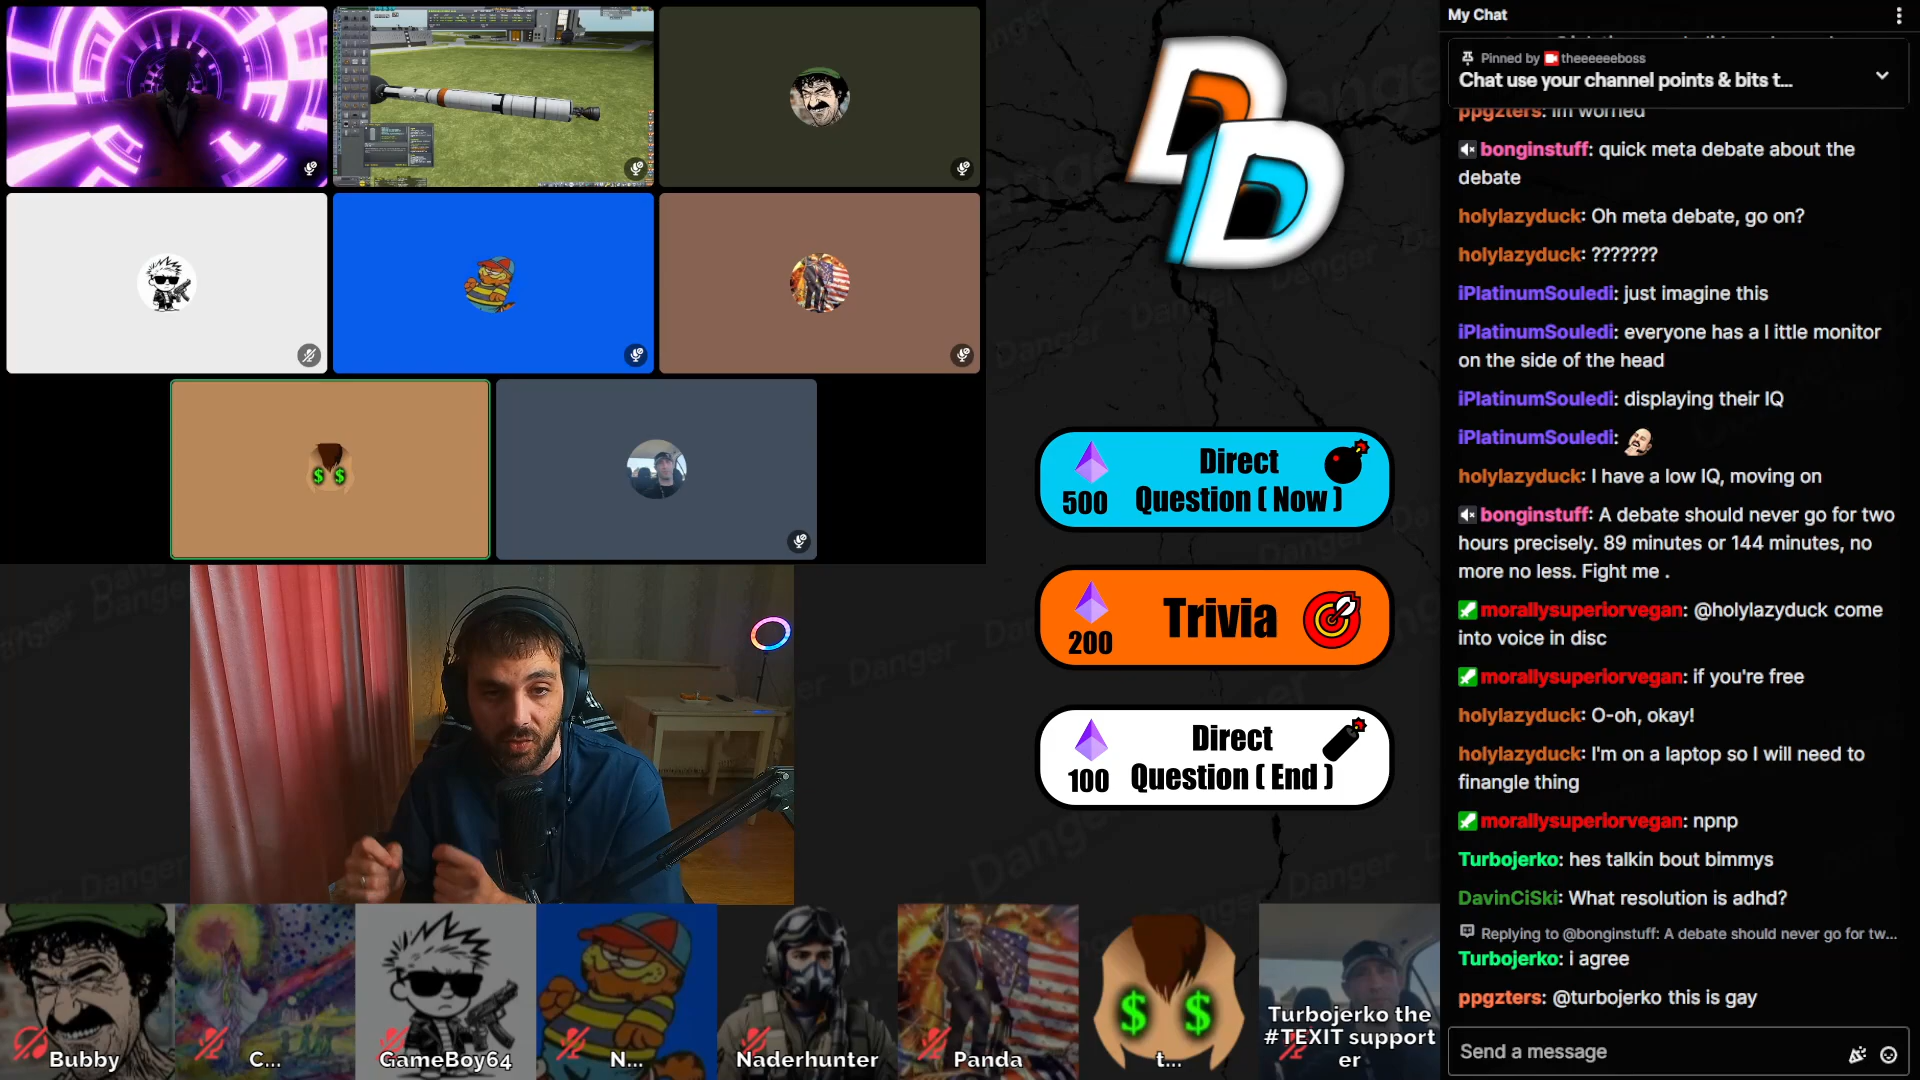 D
D
Direct
Question ( Now )
500
Trivia
200
Direct
Question ( End )
100
Bubby
C...
GameBoy64
N...
Naderhunter
Panda
t...
Turbojerko the
#TEXIT support
er
My Chat
Pinned by theeeeeeboss
Chat use your channel points & bits t...
ppgzters: im worried
bonginstuff: quick meta debate about the
debate
holylazyduck: Oh meta debate, go on?
holylazyduck: ???????
iPlatinumSouledi: just imagine this
iPlatinumSouledi: everyone has a l ittle monitor
on the side of the head
iPlatinumSouledi: displaying their IQ
iPlatinumSouledi:
holylazyduck: I have a low IQ, moving on
bonginstuff: A debate should never go for two
hours precisely. 89 minutes or 144 minutes, no
more no less. Fight me .
morallysuperiorvegan: @holylazyduck come
into voice in disc
morallysuperiorvegan: if you're free
holylazyduck: O-oh, okay!
holylazyduck: I'm on a laptop so I will need to
finangle thing
morallysuperiorvegan: npnp
Turbojerko: hes talkin bout bimmys
DavinCiSki: What resolution is adhd?
Replying to @bonginstuff: A debate should never go for tw...
Turbojerko: i agree
ppgzters: @turbojerko this is gay
Send a message